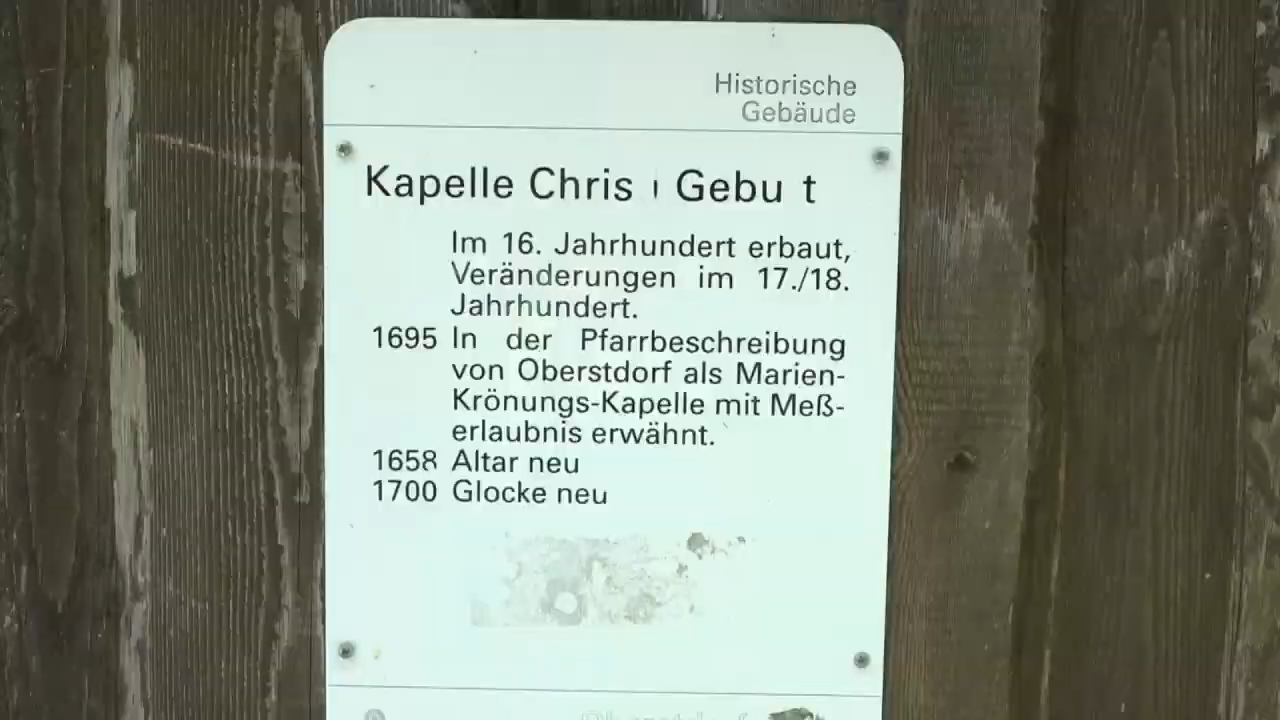 Historische
Gebäude
Kapelle Chris ı Gebu t
Im 16. Jahrhundert erbaut,
Veränderungen im 17./18.
Jahrhundert.
1695 In der Pfarrbeschreibung
von Oberstdorf als Marien-
Krönungs-Kapelle mit Meß-
erlaubnis erwähnt.
1658 Altar neu
1700 Glocke neu